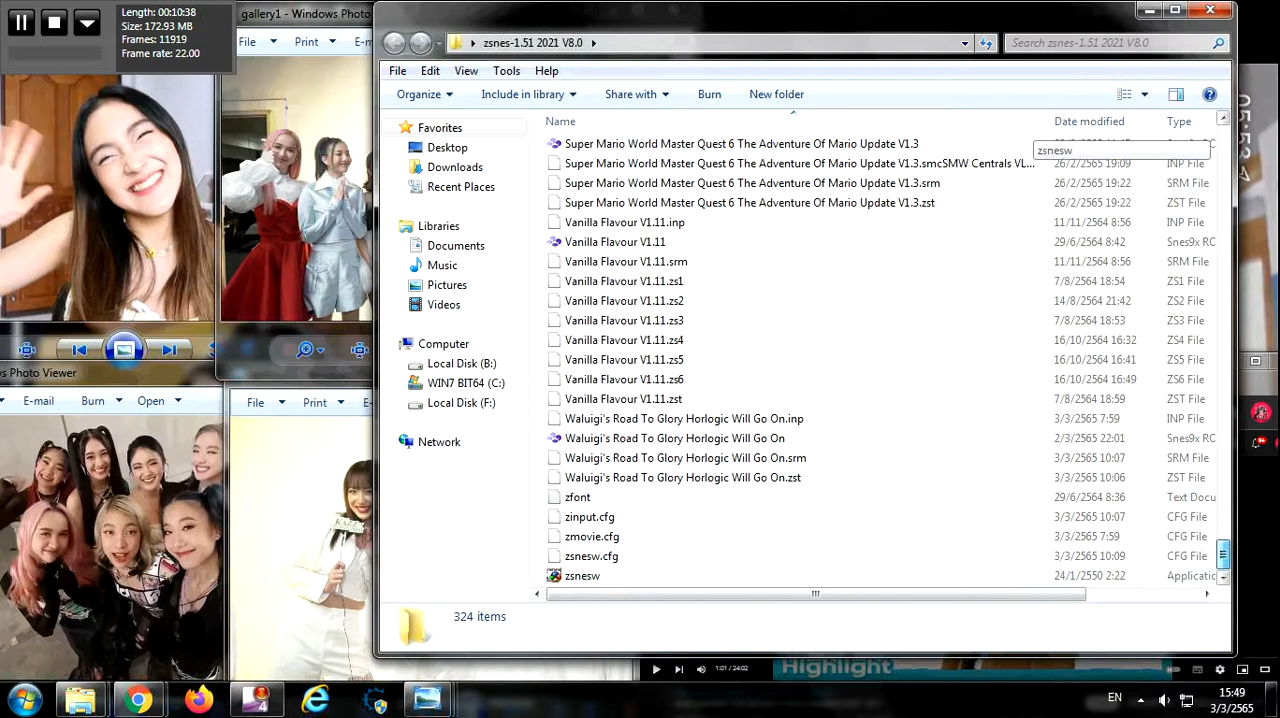 Length: 00:10:38
Size: 172.93 MB
Frames: 11919
Frame rate: 22.00
gallery1 - Windows Photo
File Print E-m
zsnes-1.51 2021 V8.0
Search zsnes-1.51 2021 V8.0
File Edit View Tools Help
Organize Include in library Share with Burn New folder
Name Date modified Type
Favorites
Desktop
Downloads
Recent Places
Libraries
Documents
Music
Pictures
Videos
Computer
Local Disk (B:)
WIN7 BIT64 (C:)
Local Disk (F:)
Network
Super Mario World Master Quest 6 The Adventure Of Mario Update V1.3
zsnesw
Super Mario World Master Quest 6 The Adventure Of Mario Update V1.3.smcSMW Centrals VL... 26/2/2565 19:09 INP File
Super Mario World Master Quest 6 The Adventure Of Mario Update V1.3.srm 26/2/2565 19:22 SRM File
Super Mario World Master Quest 6 The Adventure Of Mario Update V1.3.zst 26/2/2565 19:22 ZST File
Vanilla Flavour V1.11.inp 11/11/2564 8:56 INP File
Vanilla Flavour V1.11 29/6/2564 8:42 Snes9x RC
Vanilla Flavour V1.11.srm 11/11/2564 8:56 SRM File
Vanilla Flavour V1.11.zs1 7/8/2564 18:54 ZS1 File
Vanilla Flavour V1.11.zs2 14/8/2564 21:42 ZS2 File
Vanilla Flavour V1.11.zs3 7/8/2564 18:53 ZS3 File
Vanilla Flavour V1.11.zs4 16/10/2564 16:32 ZS4 File
Vanilla Flavour V1.11.zs5 16/10/2564 16:41 ZS5 File
Vanilla Flavour V1.11.zs6 16/10/2564 16:49 ZS6 File
Vanilla Flavour V1.11.zst 7/8/2564 18:59 ZST File
Waluigi's Road To Glory Horlogic Will Go On.inp 3/3/2565 7:59 INP File
Waluigi's Road To Glory Horlogic Will Go On 2/3/2565 22:01 Snes9x RC
Waluigi's Road To Glory Horlogic Will Go On.srm 3/3/2565 10:07 SRM File
Waluigi's Road To Glory Horlogic Will Go On.zst 3/3/2565 10:06 ZST File
zfont 29/6/2564 8:36 Text Docu
zinput.cfg 3/3/2565 10:07 CFG File
zmovie.cfg 3/3/2565 7:59 CFG File
zsnesw.cfg 3/3/2565 10:09 CFG File
zsnesw 24/1/2550 2:22 Applicatic
324 items
ws Photo Viewer
E-mail Burn Open
File Print E-
1:01 / 24:02
Highlight
EN
15:49
3/3/2565